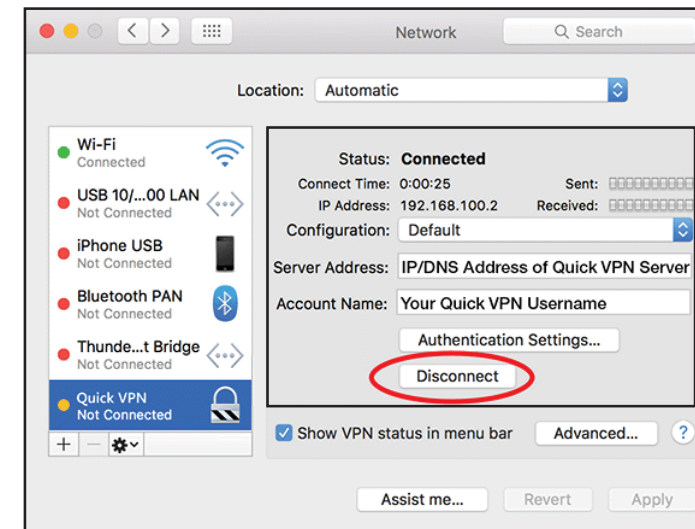 Network
Search
Location: Automatic
Wi-Fi
Connected
USB 10/...00 LAN
Not Connected
iPhone USB
Not Connected
Bluetooth PAN
Not Connected
Thunde...t Bridge
Not Connected
Quick VPN
Not Connected
Status: Connected
Connect Time: 0:00:25 Sent:
IP Address: 192.168.100.2 Received:
Configuration: Default
Server Address: IP/DNS Address of Quick VPN Server
Account Name: Your Quick VPN Username
Authentication Settings...
Disconnect
Show VPN status in menu bar Advanced... ?
Assist me... Revert Apply